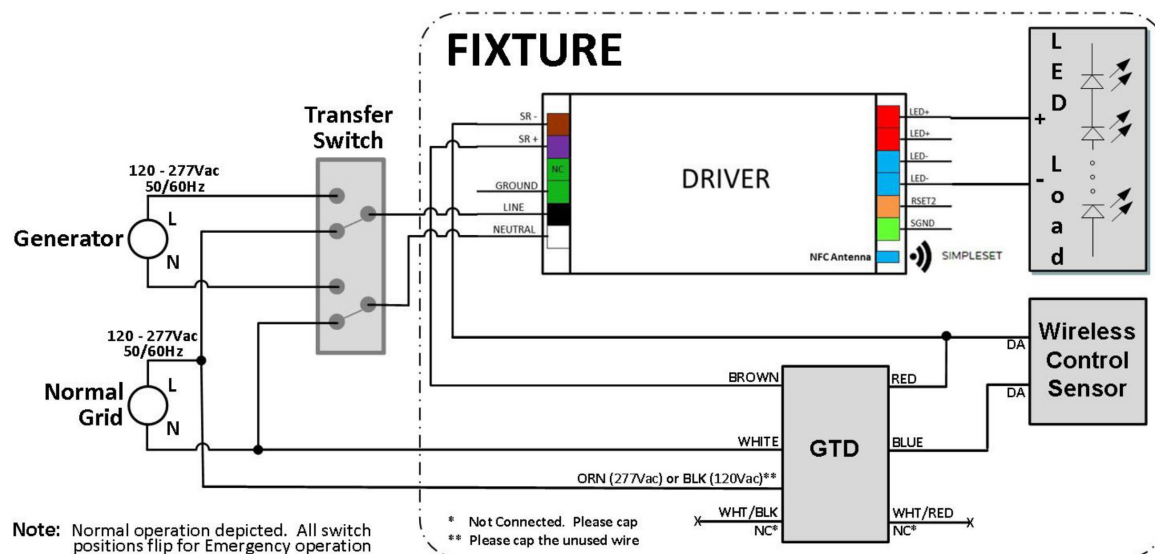 FIXTURE
Transfer
Switch
120 - 277Vac
50/60Hz
L
Generator
N
120 - 277Vac
50/60Hz
L
Normal
Grid
N
SR -
SR +
NC
GROUND
LINE
NEUTRAL
DRIVER
LED+
LED+
LED-
LED-
RSET2
SGND
NFC Antenna
SIMPLESET
+
-
LED Load
Wireless
Control
Sensor
DA
DA
BROWN
RED
WHITE
BLUE
GTD
ORN (277Vac) or BLK (120Vac)**
X
WHT/BLK
NC*
WHT/RED
NC*
X
* Not Connected. Please cap
** Please cap the unused wire
Note: Normal operation depicted. All switch
positions flip for Emergency operation